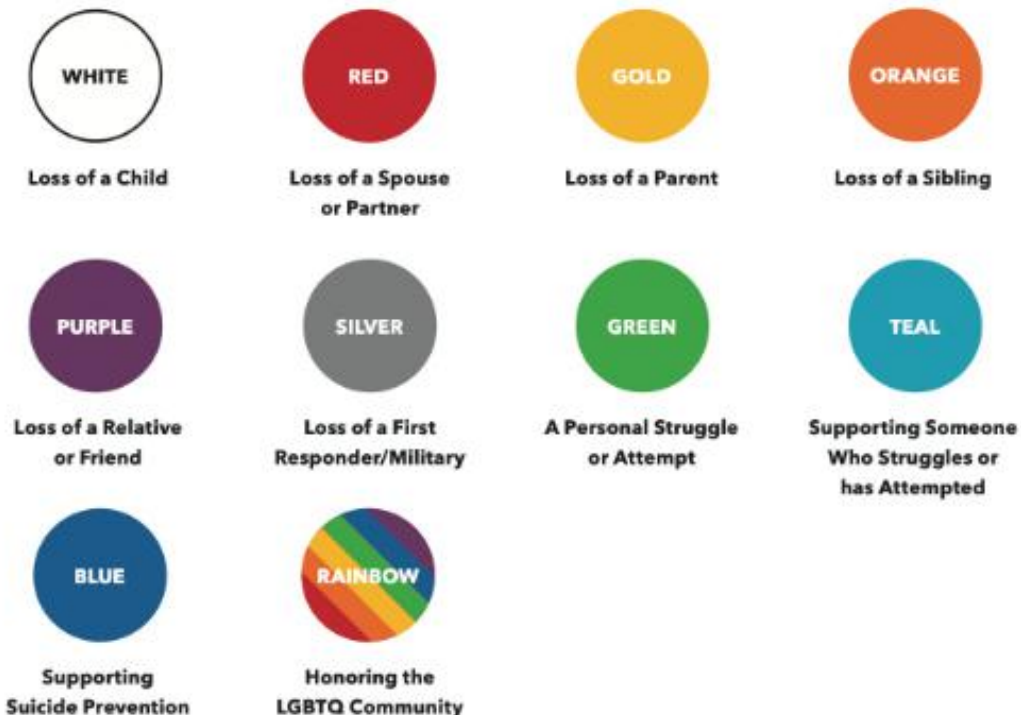 WHITE
RED
GOLD
ORANGE
Loss of a Child
Loss of a Spouse
or Partner
Loss of a Parent
Loss of a Sibling
PURPLE
SILVER
GREEN
TEAL
Loss of a Relative
or Friend
Loss of a First
Responder/Military
A Personal Struggle
or Attempt
Supporting Someone
Who Struggles or
has Attempted
BLUE
RAINBOW
Supporting
Suicide Prevention
Honoring the
LGBTQ Community